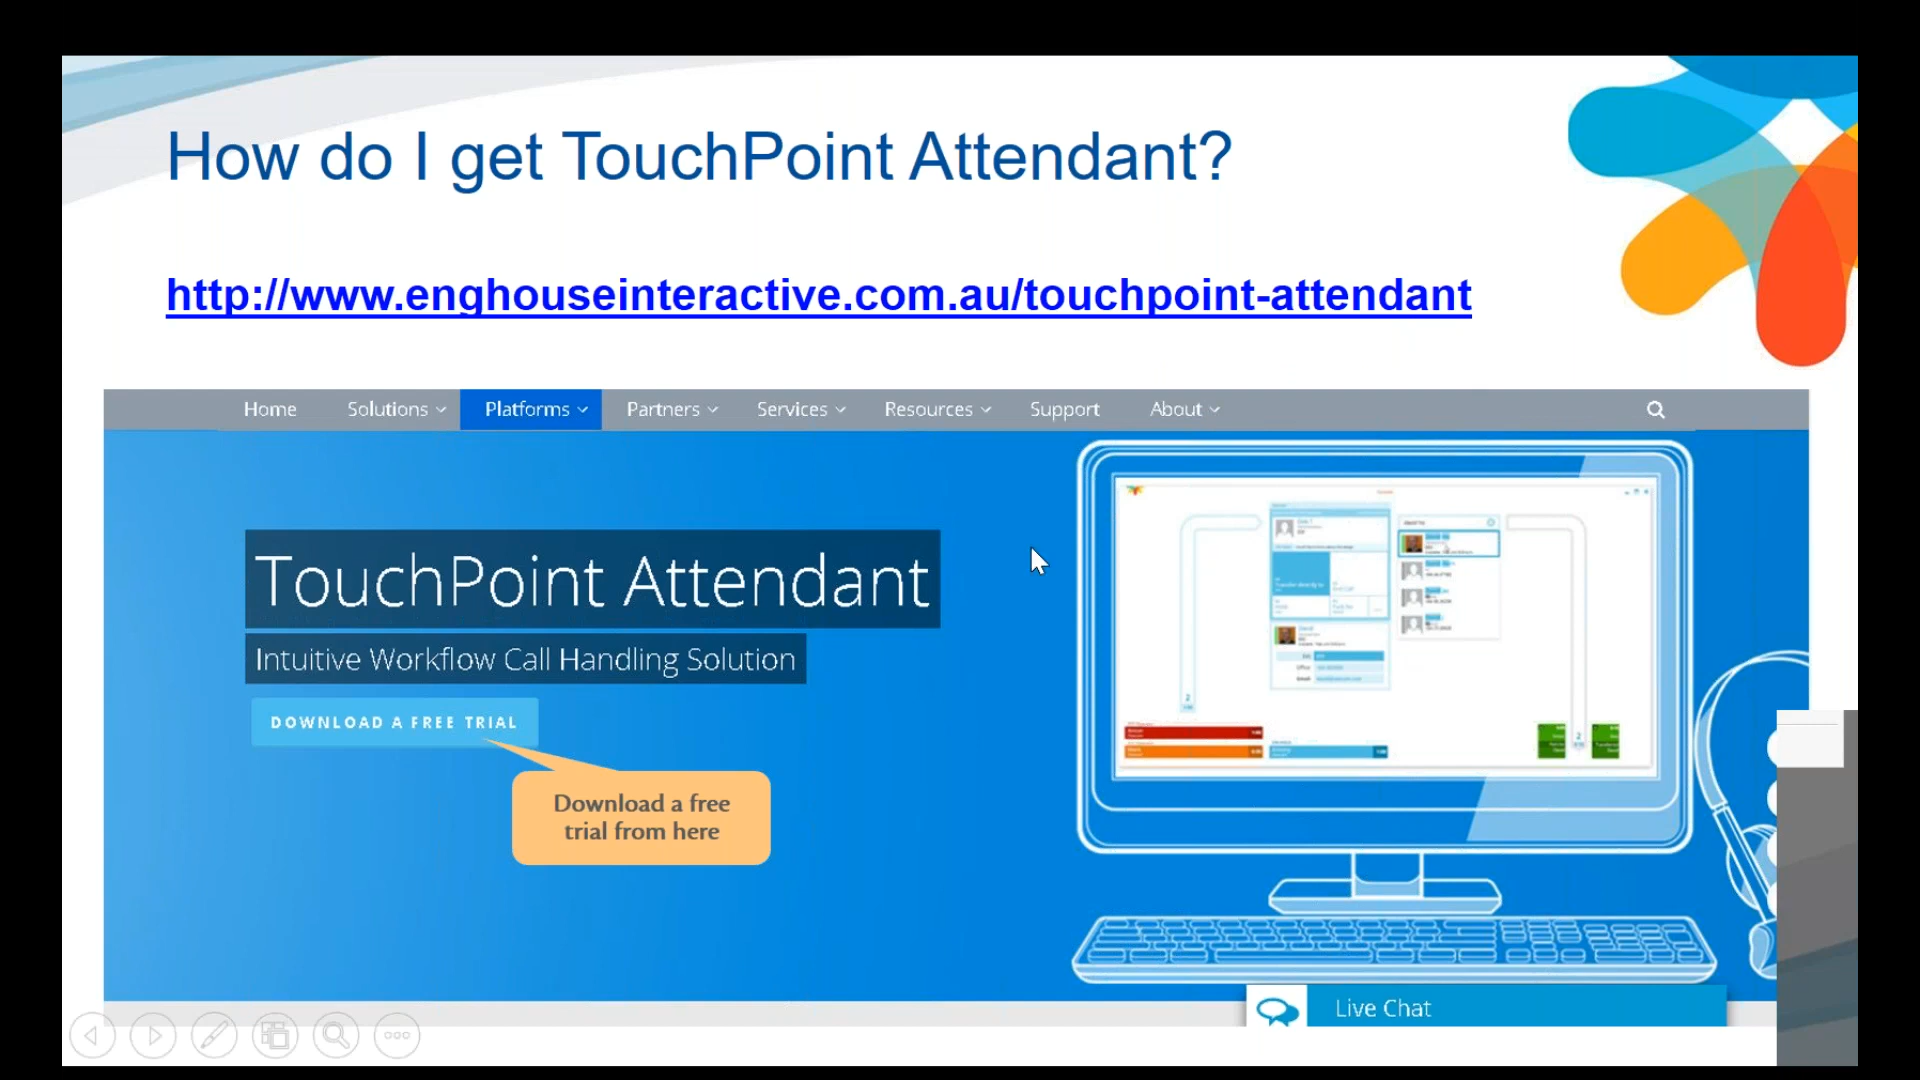 How do I get TouchPoint Attendant?
http://www.enghouseinteractive.com.au/touchpoint-attendant
Home Solutions Platforms Partners Services Resources Support About
TouchPoint Attendant
Intuitive Workflow Call Handling Solution
DOWNLOAD A FREE TRIAL
Download a free
trial from here
Live Chat